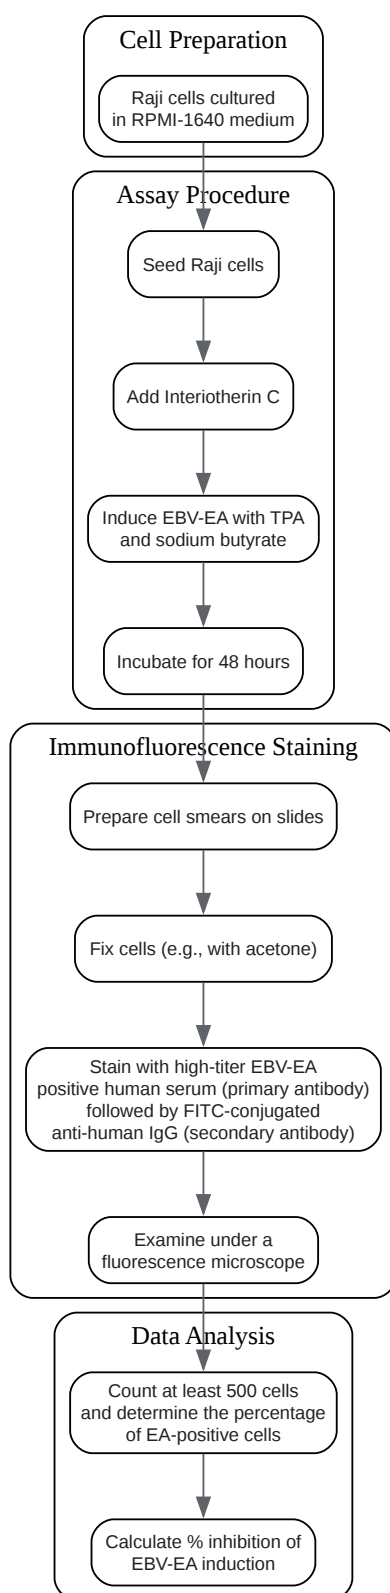 Cell Preparation
Raji cells cultured
in RPMI-1640 medium
Assay Procedure
Seed Raji cells
Add Interiotherin C
Induce EBV-EA with TPA
and sodium butyrate
Incubate for 48 hours
Immunofluorescence Staining
Prepare cell smears on slides
Fix cells (e.g., with acetone)
Stain with high-titer EBV-EA
positive human serum (primary antibody)
followed by FITC-conjugated
anti-human IgG (secondary antibody)
Examine under a
fluorescence microscope
Data Analysis
Count at least 500 cells
and determine the percentage
of EA-positive cells
Calculate % inhibition of
EBV-EA induction